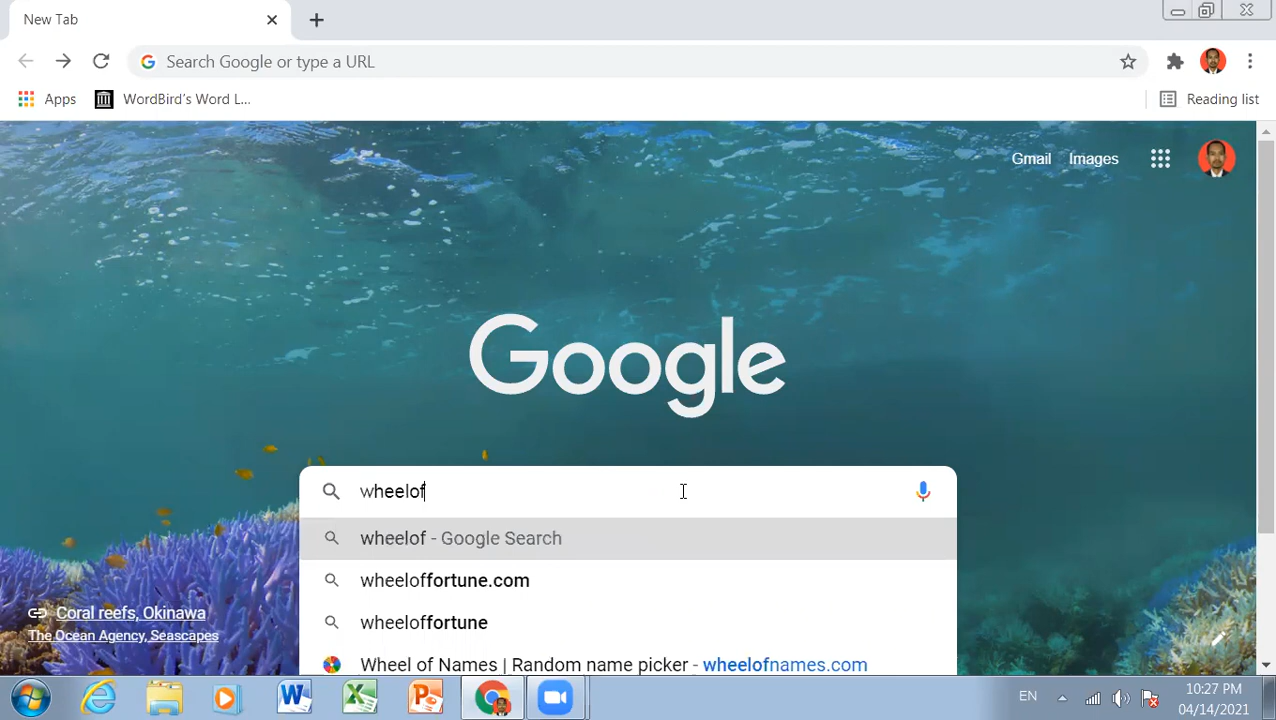 New Tab
Search Google or type a URL
Apps
WordBird's Word L...
Reading list
Gmail
Images
Google
wheelof
wheelof - Google Search
wheeloffortune.com
wheeloffortune
Wheel of Names | Random name picker - wheelofnames.com
Coral reefs, Okinawa
The Ocean Agency, Seascapes
EN
10:27 PM
04/14/2021